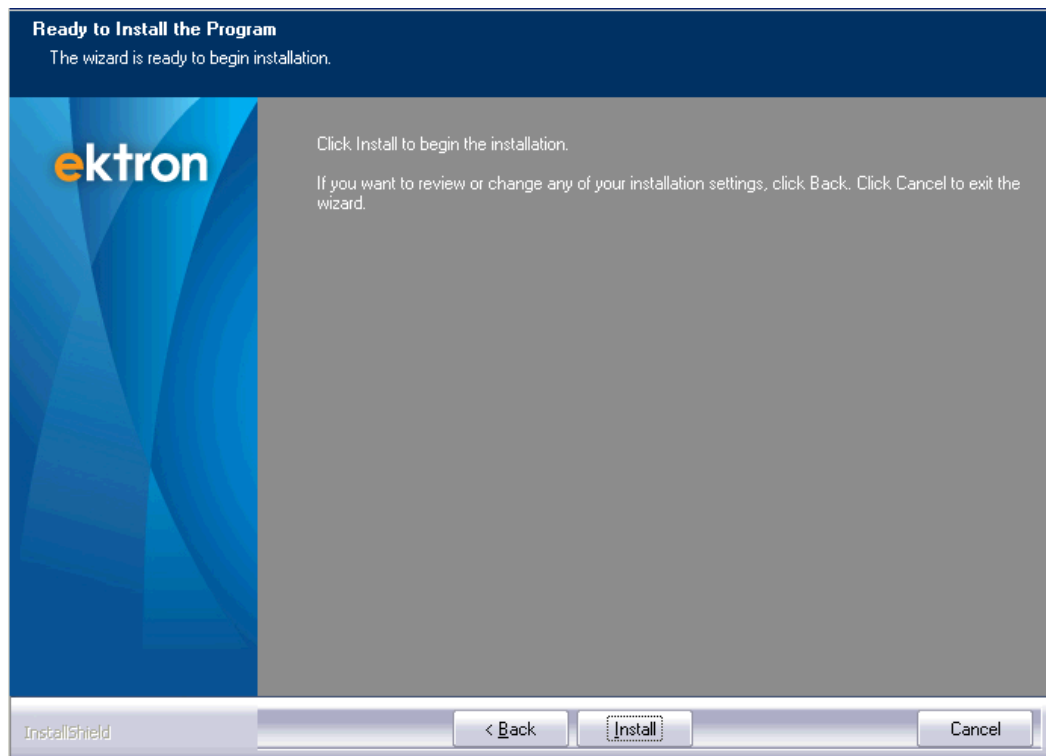 Ready to Install the Program
The wizard is ready to begin installation.
ektron
Click Install to begin the installation.
If you want to review or change any of your installation settings, click Back. Click Cancel to exit the
wizard.
InstallShield
< Back
Install
Cancel